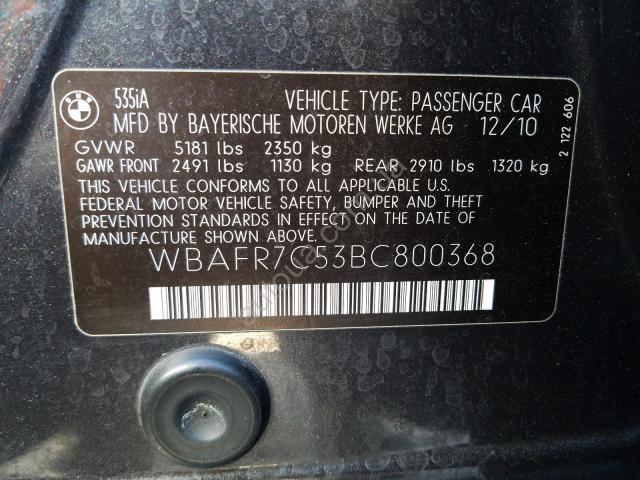 BMW
535iA VEHICLE TYPE: PASSENGER CAR
MFD BY BAYERISCHE MOTOREN WERKE AG 12/10
GVWR 5181 lbs 2350 kg
GAWR FRONT 2491 lbs 1130 kg REAR 2910 lbs 1320 kg
THIS VEHICLE CONFORMS TO ALL APPLICABLE U.S.
FEDERAL MOTOR VEHICLE SAFETY, BUMPER AND THEFT
PREVENTION STANDARDS IN EFFECT ON THE DATE OF
MANUFACTURE SHOWN ABOVE.
WBAFR7C53BC800368
2 122 606